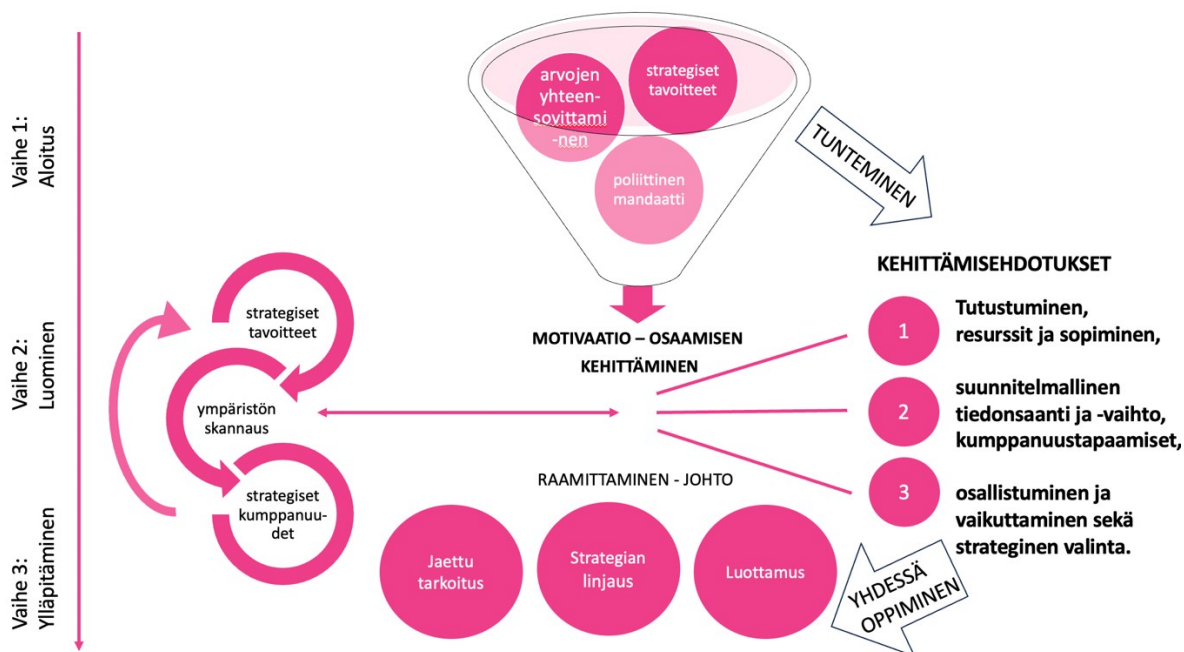 Vaihe 1:
Aloitus
Vaihe 2:
Luominen
Vaihe 3:
Ylläpitäminen
arvojen
yhteen-
sovittami
-nen
strategiset
tavoitteet
poliittinen
mandaatti
TUNTEMINEN
MOTIVAATIO – OSAAMISEN
KEHITTÄMINEN
strategiset
tavoitteet
ympäristön
skannaus
strategiset
kumppanuu-
det
KEHITTÄMISEHDOTUKSET
1
Tutustuminen,
resurssit ja sopiminen,
2
suunnitelmallinen
tiedonsaanti ja -vaihto,
kumppanuustapaamiset,
3
osallistuminen ja
vaikuttaminen sekä
strateginen valinta.
RAAMITTAMINEN - JOHTO
Jaettu
tarkoitus
Strategian
linjaus
Luottamus
YHDESSÄ
OPPIMINEN